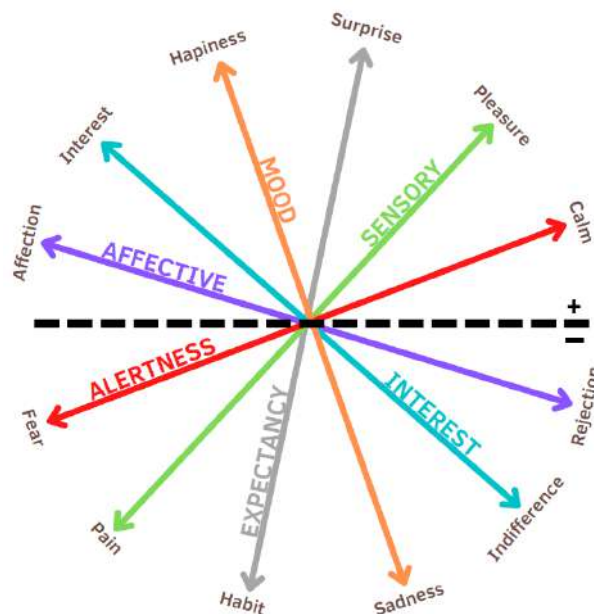 Surprise
Hapiness
Pleasure
Interest
MOOD
SENSORY
Calm
Affection
AFFECTIVE
+
−
ALERTNESS
INTEREST
EXPECTANCY
Fear
Rejection
Pain
Indifference
Habit
Sadness